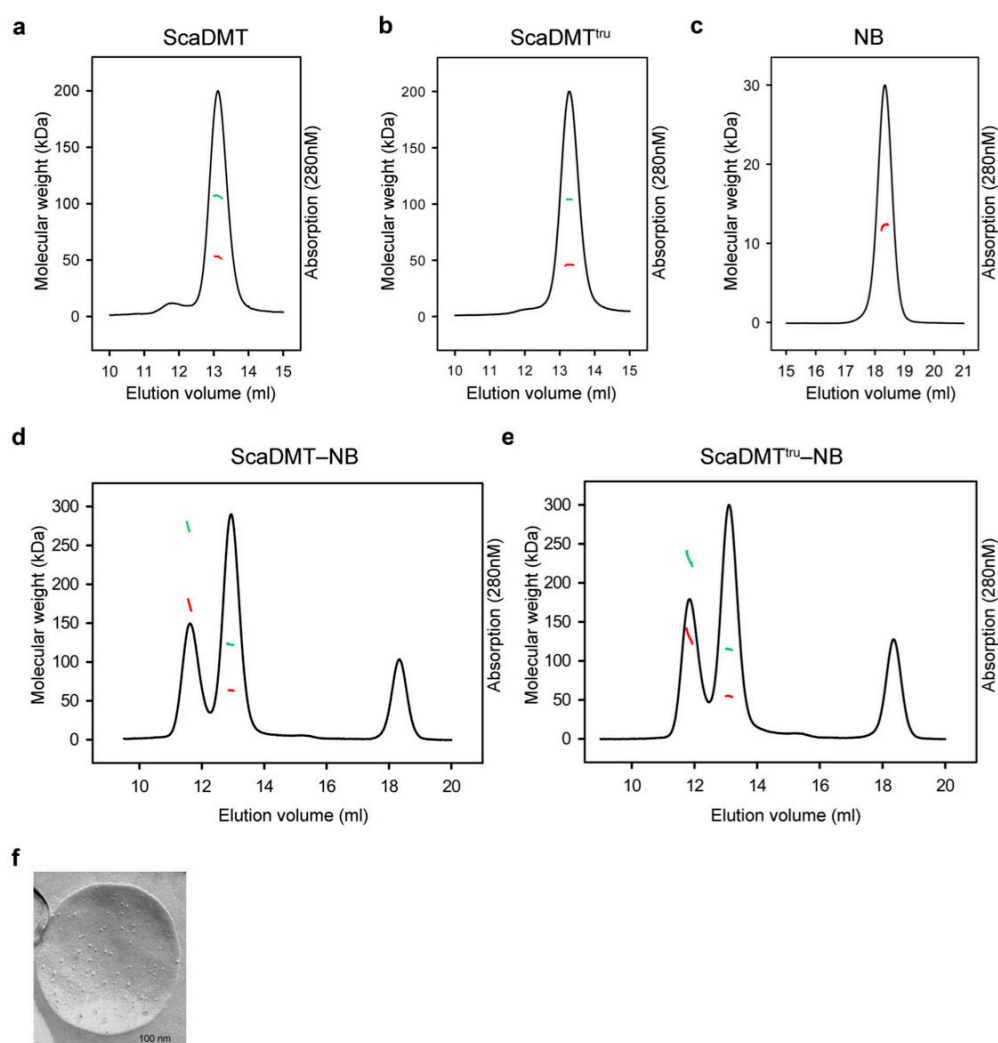 a
ScaDMT
Molecular weight (kDa)
200
150
100
50
0
10 11 12 13 14 15
Elution volume (ml)
Absorption (280nM)
b
ScaDMTtru
Molecular weight (kDa)
200
150
100
50
0
10 11 12 13 14 15
Elution volume (ml)
Absorption (280nM)
c
NB
Molecular weight (kDa)
30
20
10
0
15 16 17 18 19 20 21
Elution volume (ml)
Absorption (280nM)
d
ScaDMT–NB
Molecular weight (kDa)
300
250
200
150
100
50
0
10 12 14 16 18 20
Elution volume (ml)
Absorption (280nM)
e
ScaDMTtru–NB
Molecular weight (kDa)
300
250
200
150
100
50
0
10 12 14 16 18 20
Elution volume (ml)
Absorption (280nM)
f
100 nm